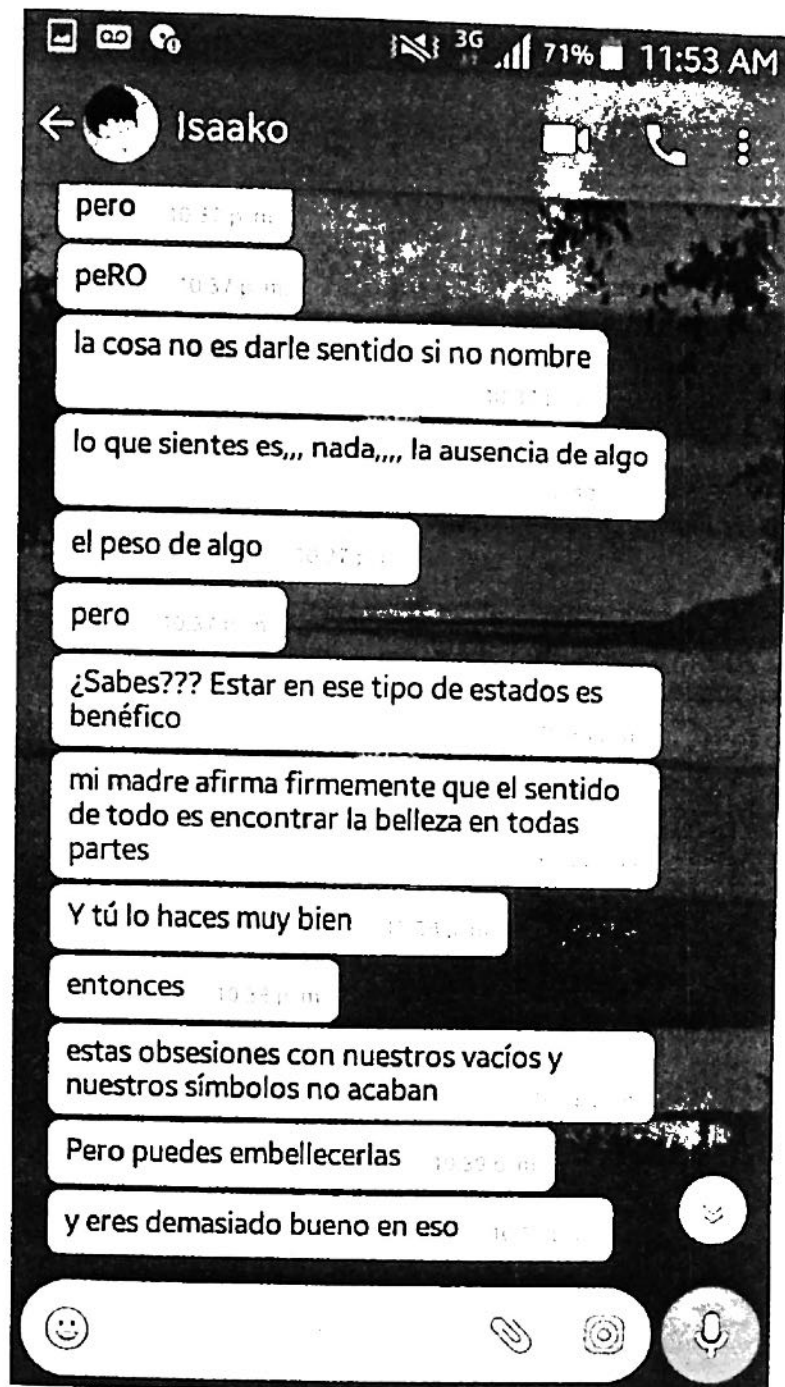 3G 71% 11:53 AM
Isaako
pero
peRO
la cosa no es darle sentido si no nombre
lo que sientes es,,, nada,,,, la ausencia de algo
el peso de algo
pero
¿Sabes??? Estar en ese tipo de estados es
benéfico
mi madre afirma firmemente que el sentido
de todo es encontrar la belleza en todas
partes
Y tú lo haces muy bien
entonces
estas obsesiones con nuestros vacíos y
nuestros símbolos no acaban
Pero puedes embellecerlas
y eres demasiado bueno en eso